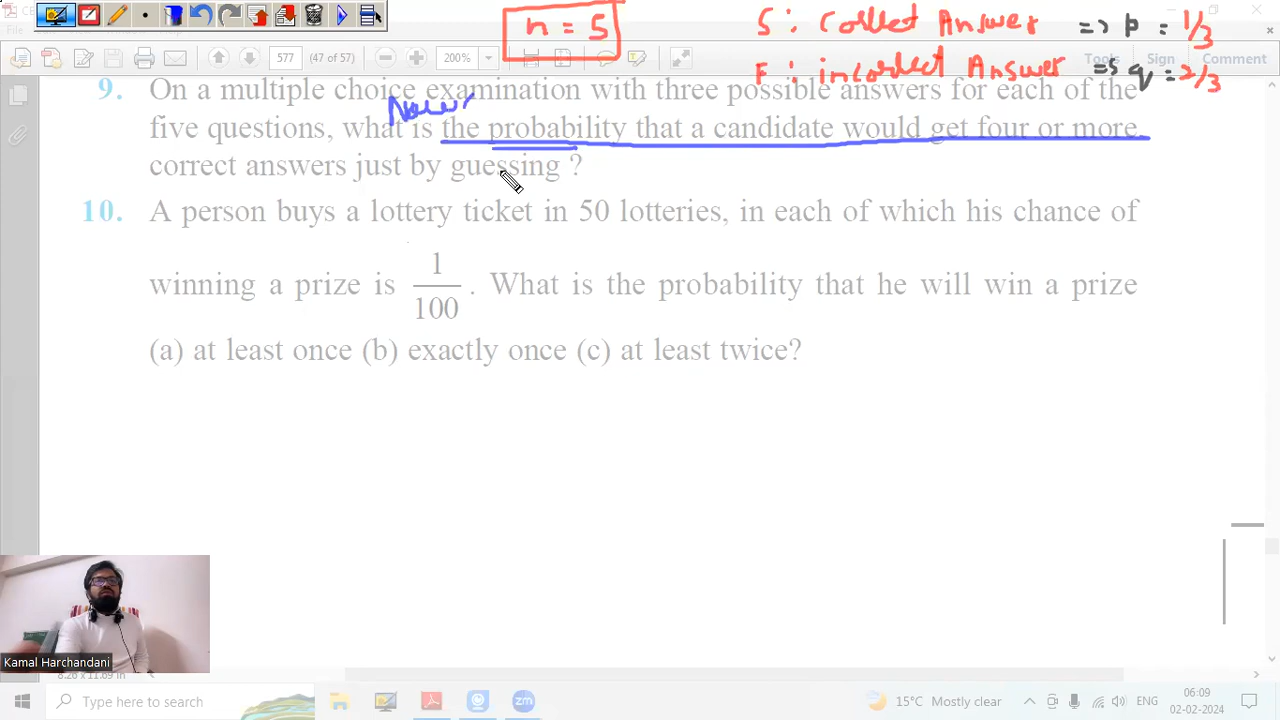 n = 5
S : Correct Answer => p = 1/3
F : incorrect Answer => q = 2/3
577 (47 of 57) 200% Tools Sign Comment
9. On a multiple choice examination with three possible answers for each of the
five questions, what is the probability that a candidate would get four or more
correct answers just by guessing ?
10. A person buys a lottery ticket in 50 lotteries, in each of which his chance of
winning a prize is 1/100. What is the probability that he will win a prize
(a) at least once (b) exactly once (c) at least twice?
Kamal Harchandani
8.26 x 11.69 in
Type here to search
15°C Mostly clear
ENG
06:09
02-02-2024